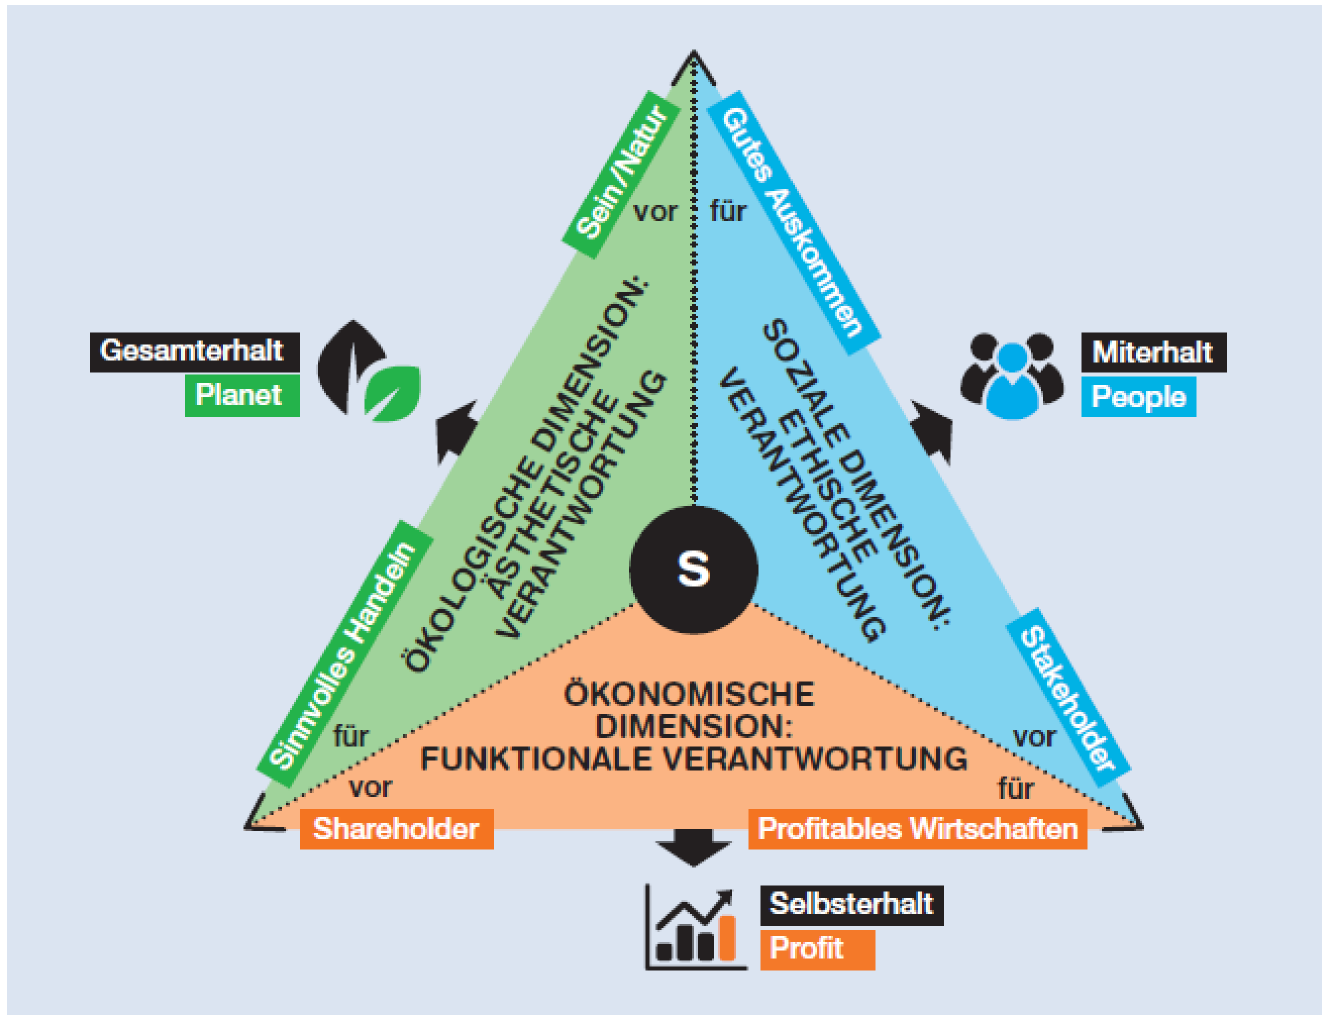 Sein/Natur
vor
für
Gutes Auskommen
Gesamterhalt
Planet
Miterhalt
People
ÖKOLOGISCHE DIMENSION:
ÄSTHETISCHE
VERANTWORTUNG
SOZIALE DIMENSION:
ETHISCHE
VERANTWORTUNG
S
Sinnvolles Handeln
für
vor
Stakeholder
vor
für
ÖKONOMISCHE
DIMENSION:
FUNKTIONALE VERANTWORTUNG
Shareholder
Profitables Wirtschaften
Selbsterhalt
Profit